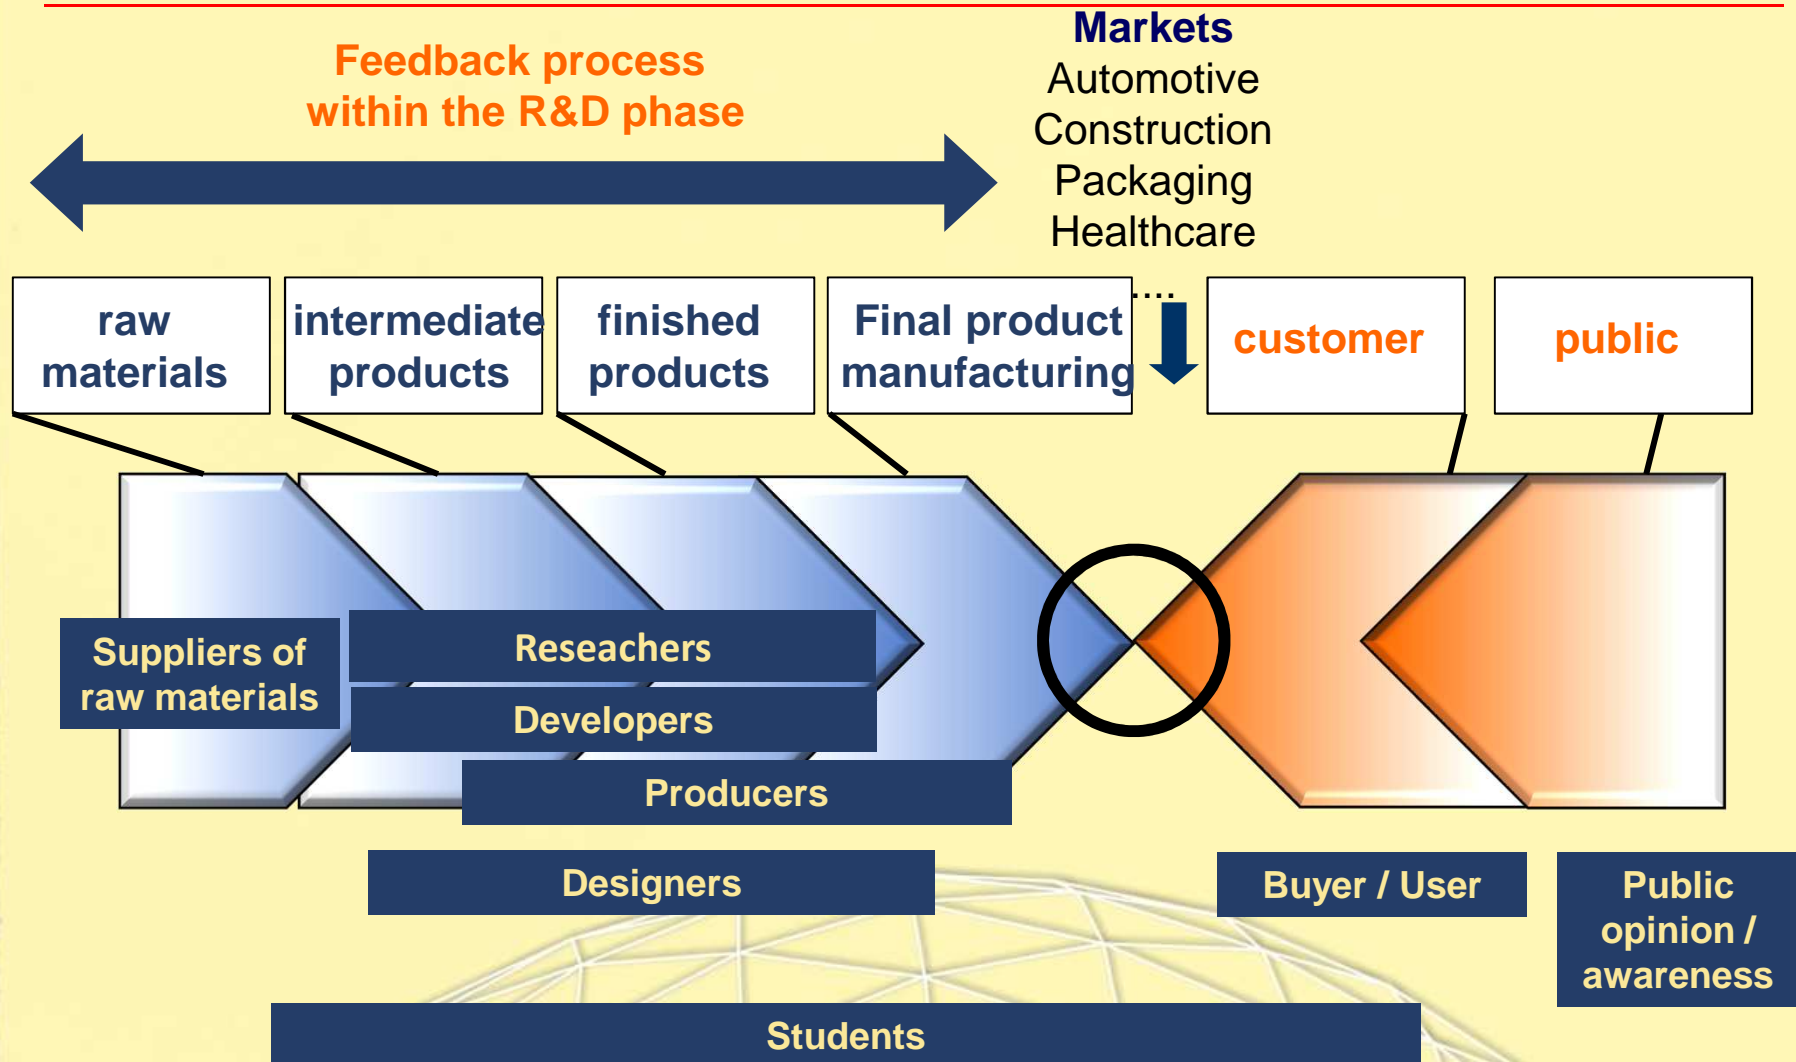 Feedback process
within the R&D phase
Markets
Automotive
Construction
Packaging
Healthcare
....
raw
materials
intermediate
products
finished
products
Final product
manufacturing
customer
public
Suppliers of
raw materials
Reseachers
Developers
Producers
Designers
Buyer / User
Public
opinion /
awareness
Students